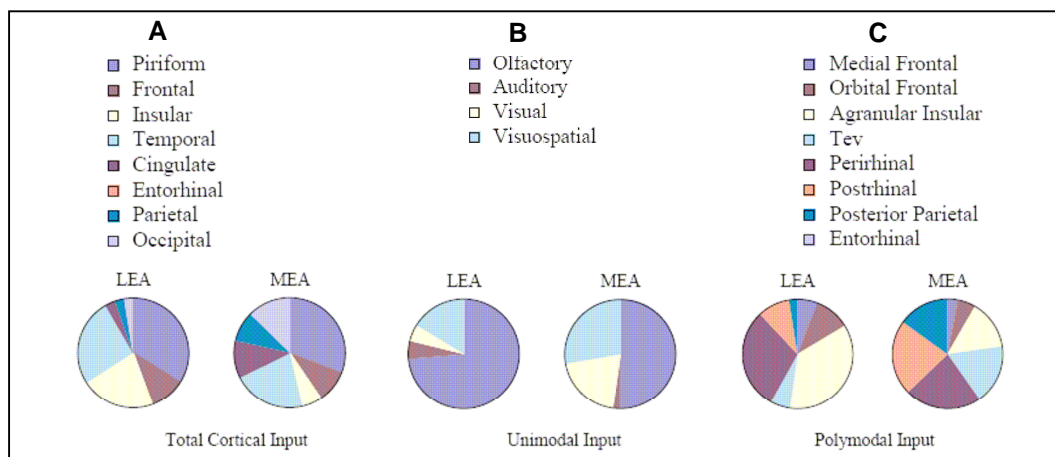 A
Piriform
Frontal
Insular
Temporal
Cingulate
Entorhinal
Parietal
Occipital
LEA MEA
Total Cortical Input
B
Olfactory
Auditory
Visual
Visuospatial
LEA MEA
Unimodal Input
C
Medial Frontal
Orbital Frontal
Agranular Insular
Tev
Perirhinal
Postrhinal
Posterior Parietal
Entorhinal
LEA MEA
Polymodal Input